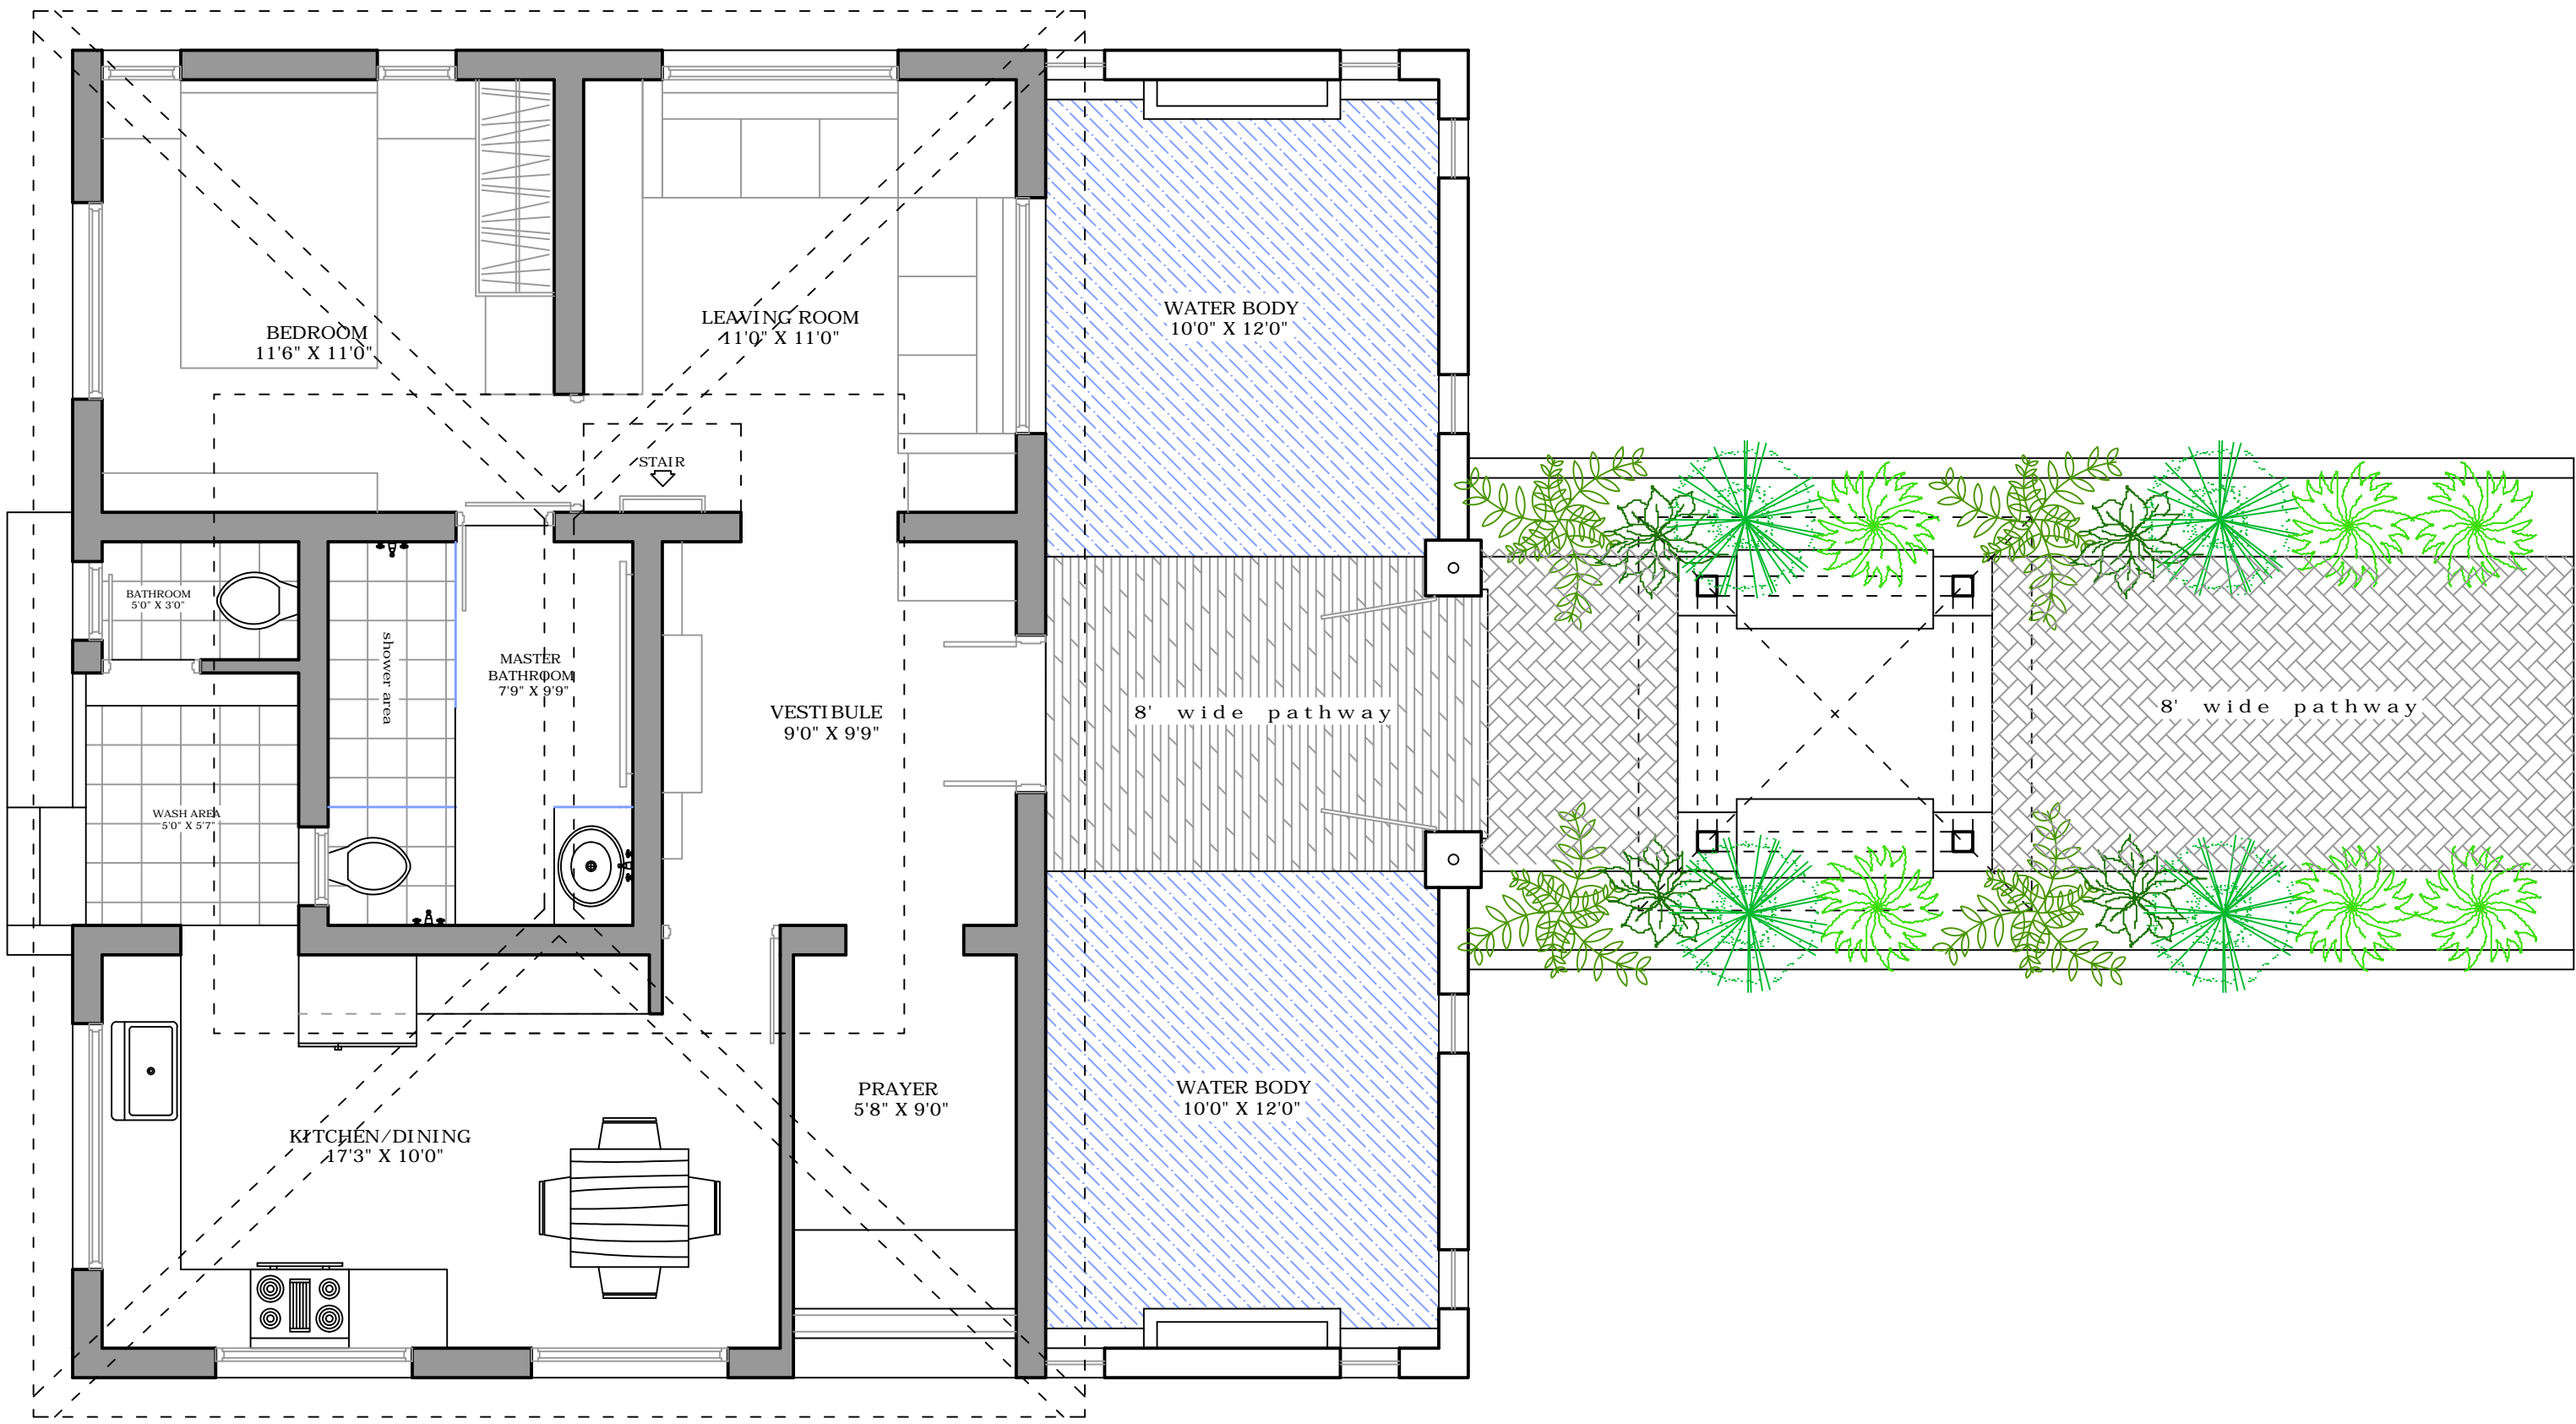 BEDROOM
11'6" X 11'0"
LEAVING ROOM
11'0" X 11'0"
WATER BODY
10'0" X 12'0"
STAIR
BATHROOM
5'0" X 3'0"
shower area
MASTER
BATHROOM
7'9" X 9'9"
VESTIBULE
9'0" X 9'9"
8' wide pathway
8' wide pathway
WASH AREA
5'0" X 5'7"
KITCHEN/DINING
17'3" X 10'0"
PRAYER
5'8" X 9'0"
WATER BODY
10'0" X 12'0"